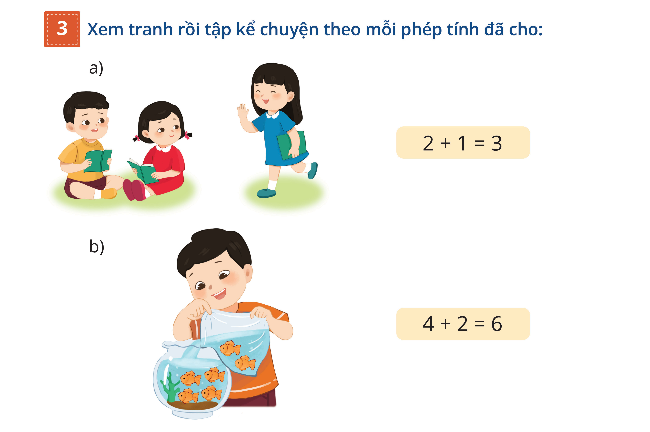 3 Xem tranh rồi tập kể chuyện theo mỗi phép tính đã cho:
a)
2 + 1 = 3
b)
4 + 2 = 6